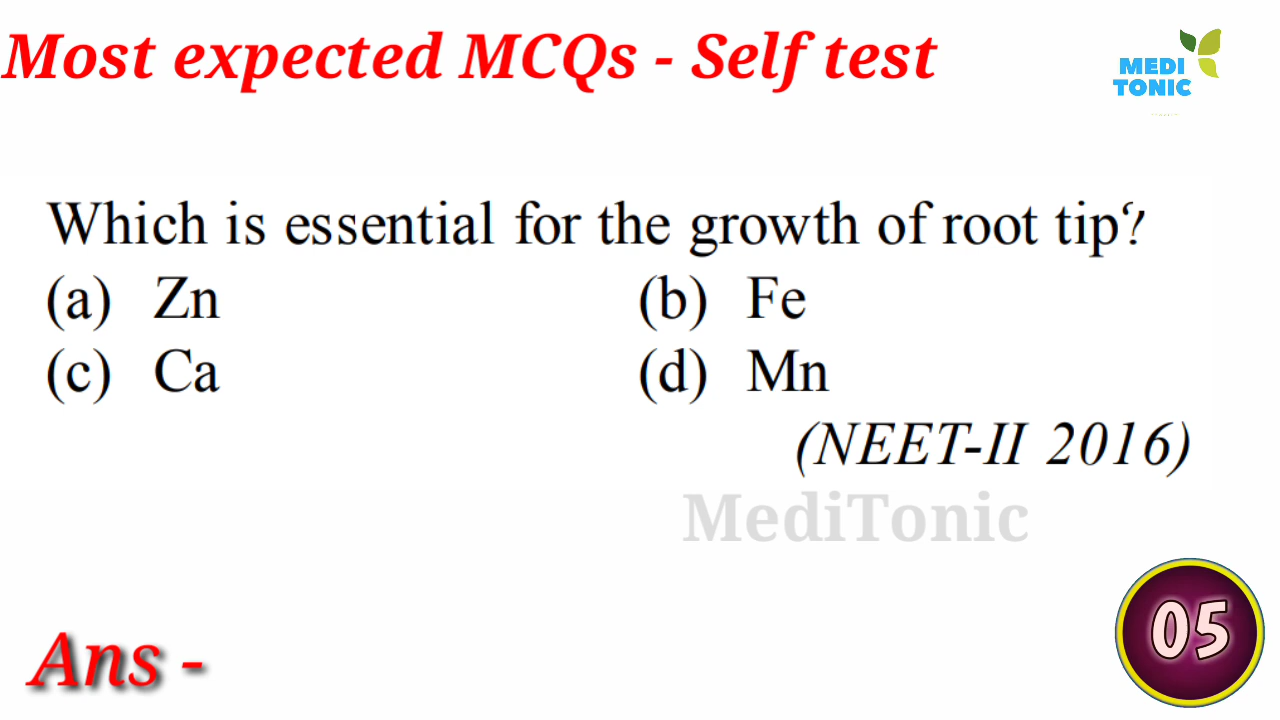 Most expected MCQs - Self test
MEDI
TONIC
Which is essential for the growth of root tip?
(a) Zn (b) Fe
(c) Ca (d) Mn
(NEET-II 2016)
MediTonic
05
Ans -